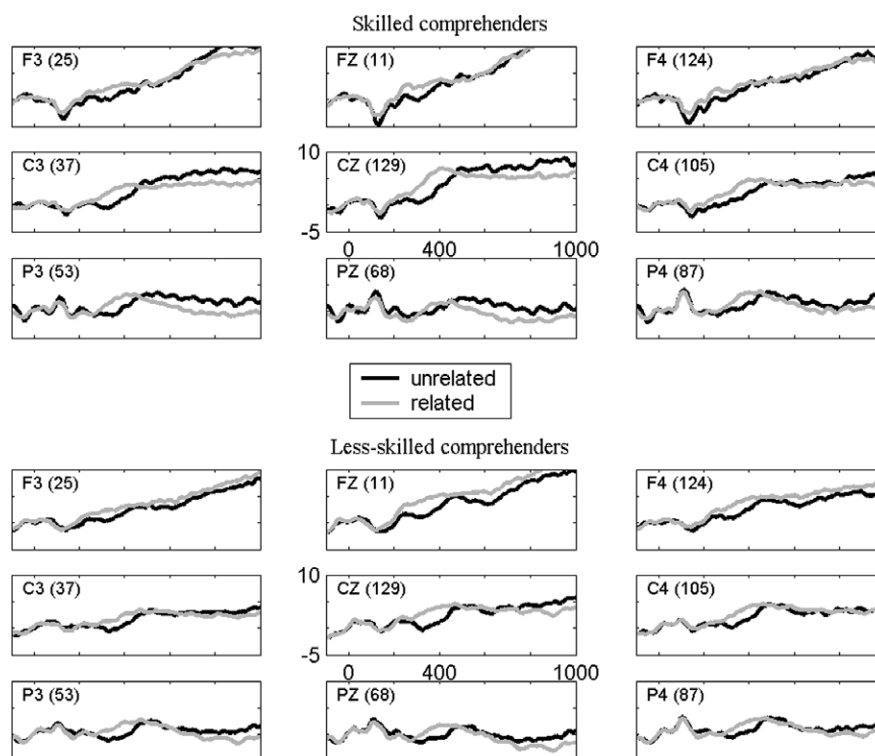 Skilled comprehenders
F3 (25)
FZ (11)
F4 (124)
C3 (37)
10
CZ (129)
C4 (105)
-5
0
400
1000
P3 (53)
PZ (68)
P4 (87)
unrelated
related
Less-skilled comprehenders
F3 (25)
FZ (11)
F4 (124)
C3 (37)
10
CZ (129)
C4 (105)
-5
0
400
1000
P3 (53)
PZ (68)
P4 (87)